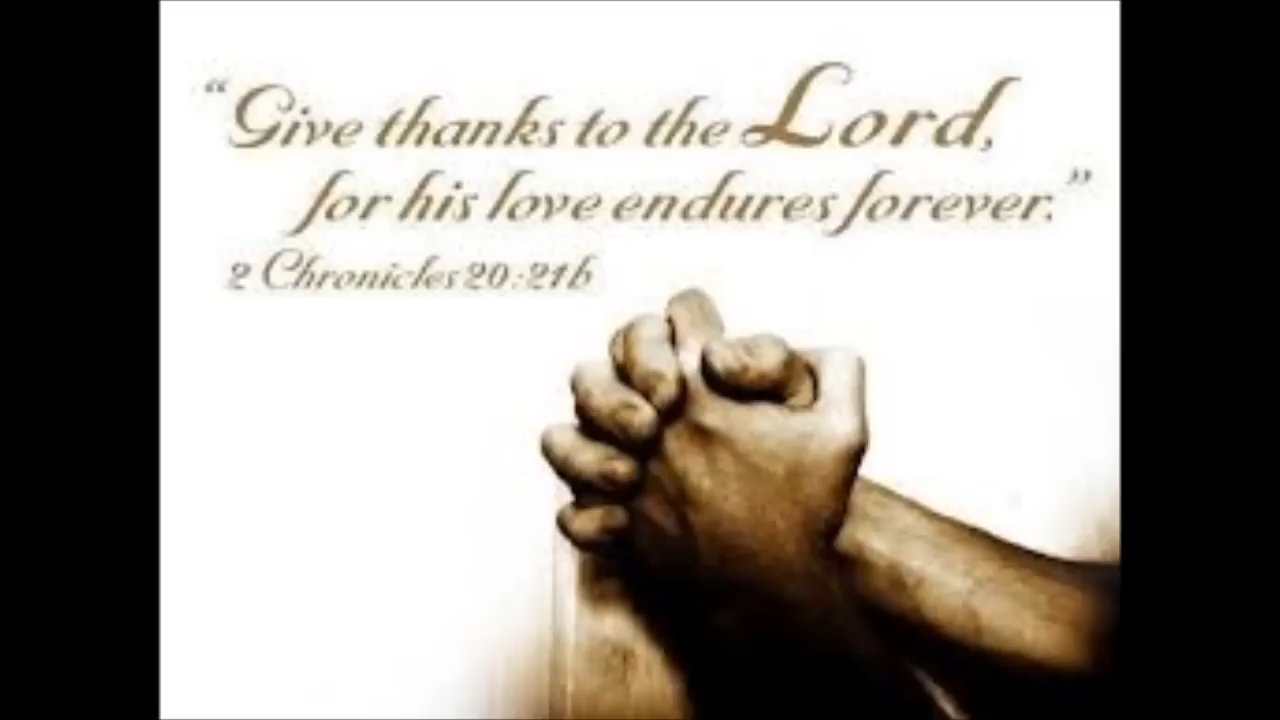 “Give thanks to the Lord,
for his love endures forever.”
2 Chronicles 20:21b